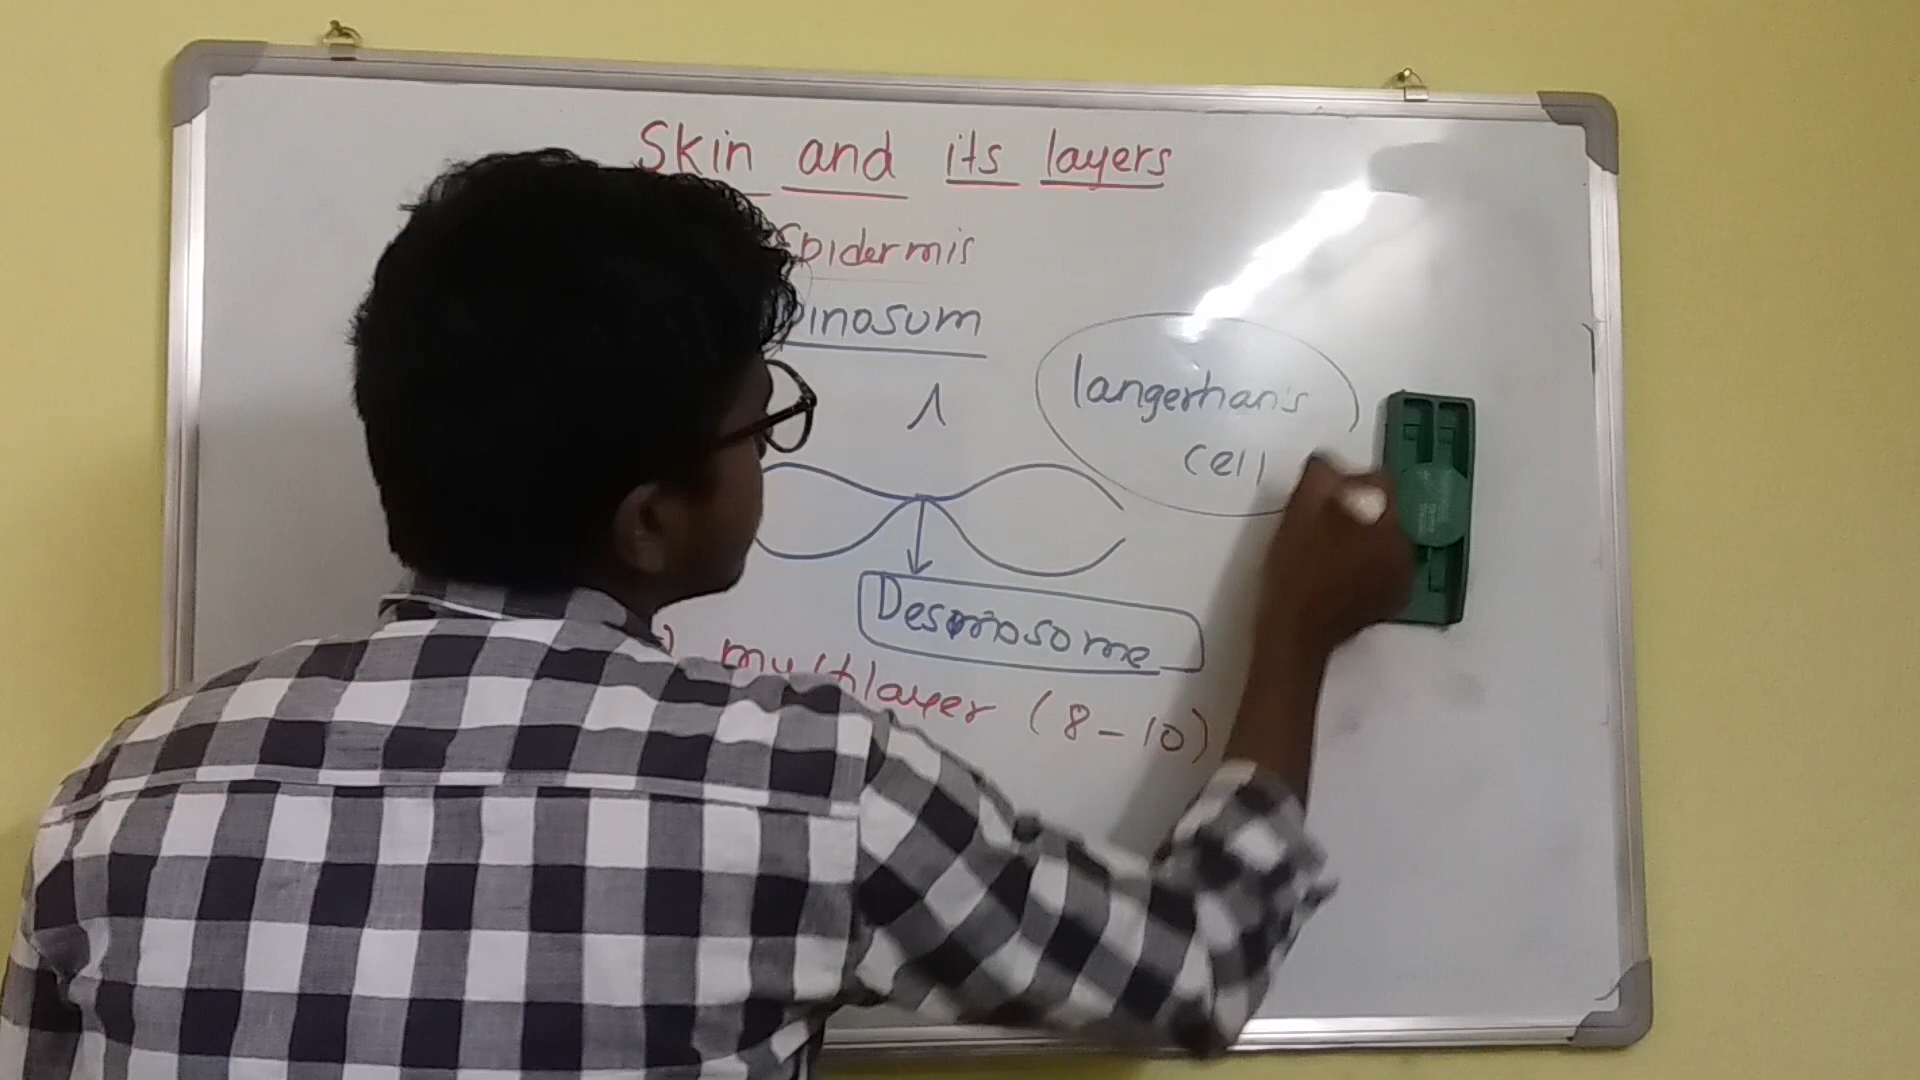 Skin and its layers
Epidermis
pinosum
langerhan's
cell
Desmosome
multilayer (8-10)